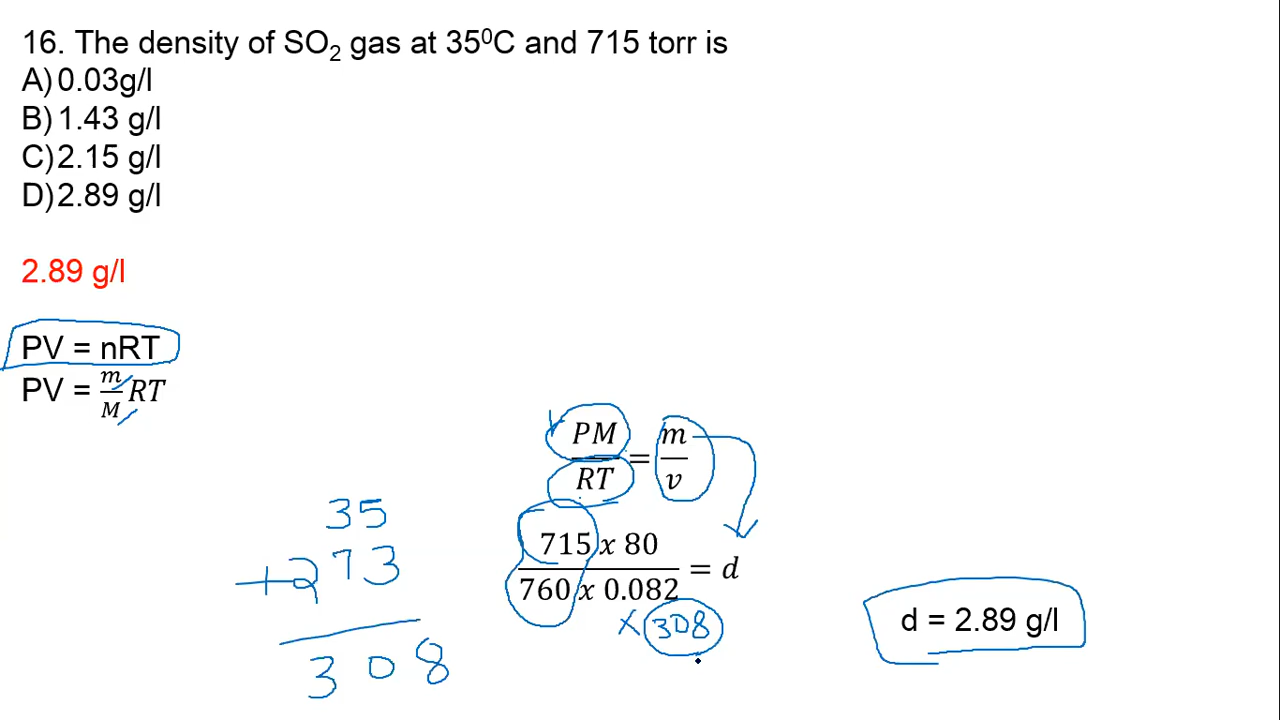 16. The density of SO₂ gas at 35⁰C and 715 torr is
A) 0.03g/l
B) 1.43 g/l
C) 2.15 g/l
D) 2.89 g/l
2.89 g/l
PV = nRT
PV = m/M RT
PM/RT = m/v
35
+273
308
715 x 80 / 760 x 0.082 = d
x 308
d = 2.89 g/l